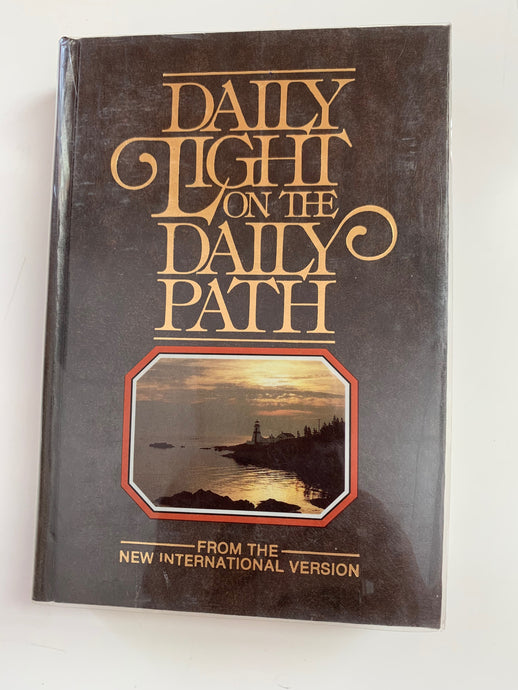 DAILY
LIGHT
ON THE
DAILY
PATH
FROM THE
NEW INTERNATIONAL VERSION